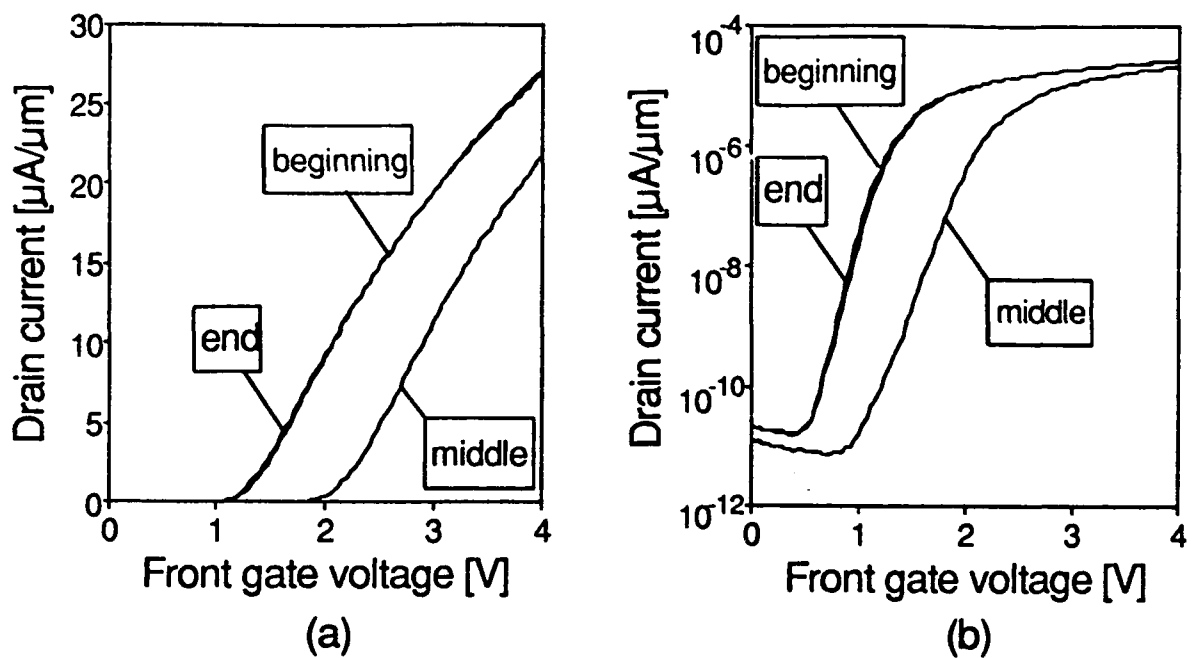 30
25
20
15
10
5
0
Drain current [µA/µm]
beginning
end
middle
0 1 2 3 4
Front gate voltage [V]
(a)
10⁻⁴
10⁻⁶
10⁻⁸
10⁻¹⁰
10⁻¹²
Drain current [µA/µm]
beginning
end
middle
0 1 2 3 4
Front gate voltage [V]
(b)